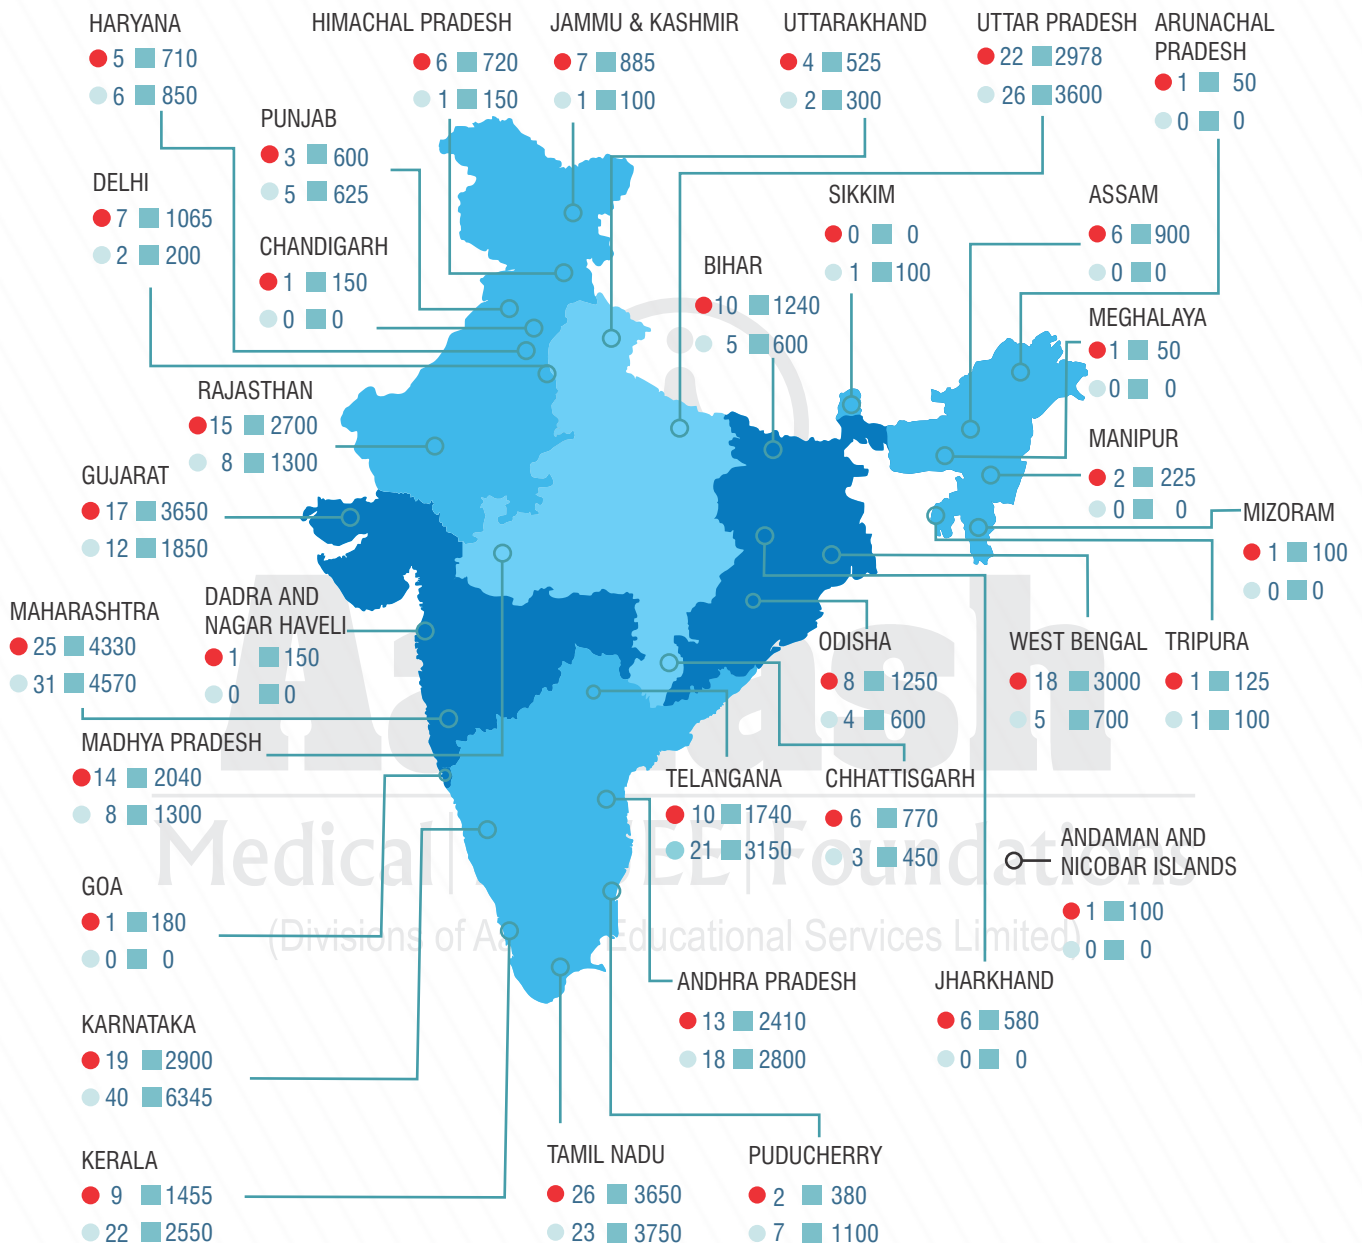 HARYANA
5 710
6 850
HIMACHAL PRADESH
6 720
1 150
JAMMU & KASHMIR
7 885
1 100
UTTARAKHAND
4 525
2 300
UTTAR PRADESH
22 2978
26 3600
ARUNACHAL
PRADESH
1 50
0 0
PUNJAB
3 600
5 625
DELHI
7 1065
2 200
CHANDIGARH
1 150
0 0
SIKKIM
0 0
1 100
ASSAM
6 900
0 0
BIHAR
10 1240
5 600
MEGHALAYA
1 50
0 0
RAJASTHAN
15 2700
8 1300
MANIPUR
2 225
0 0
GUJARAT
17 3650
12 1850
MIZORAM
1 100
0 0
MAHARASHTRA
25 4330
31 4570
DADRA AND
NAGAR HAVELI
1 150
0 0
ODISHA
8 1250
4 600
WEST BENGAL
18 3000
5 700
TRIPURA
1 125
1 100
MADHYA PRADESH
14 2040
8 1300
TELANGANA
10 1740
21 3150
CHHATTISGARH
6 770
3 450
ANDAMAN AND
NICOBAR ISLANDS
1 100
0 0
Medical | EE | Foundations
(Divisions of Educational Services Limited)
GOA
1 180
0 0
ANDHRA PRADESH
13 2410
18 2800
JHARKHAND
6 580
0 0
KARNATAKA
19 2900
40 6345
KERALA
9 1455
22 2550
TAMIL NADU
26 3650
23 3750
PUDUCHERRY
2 380
7 1100